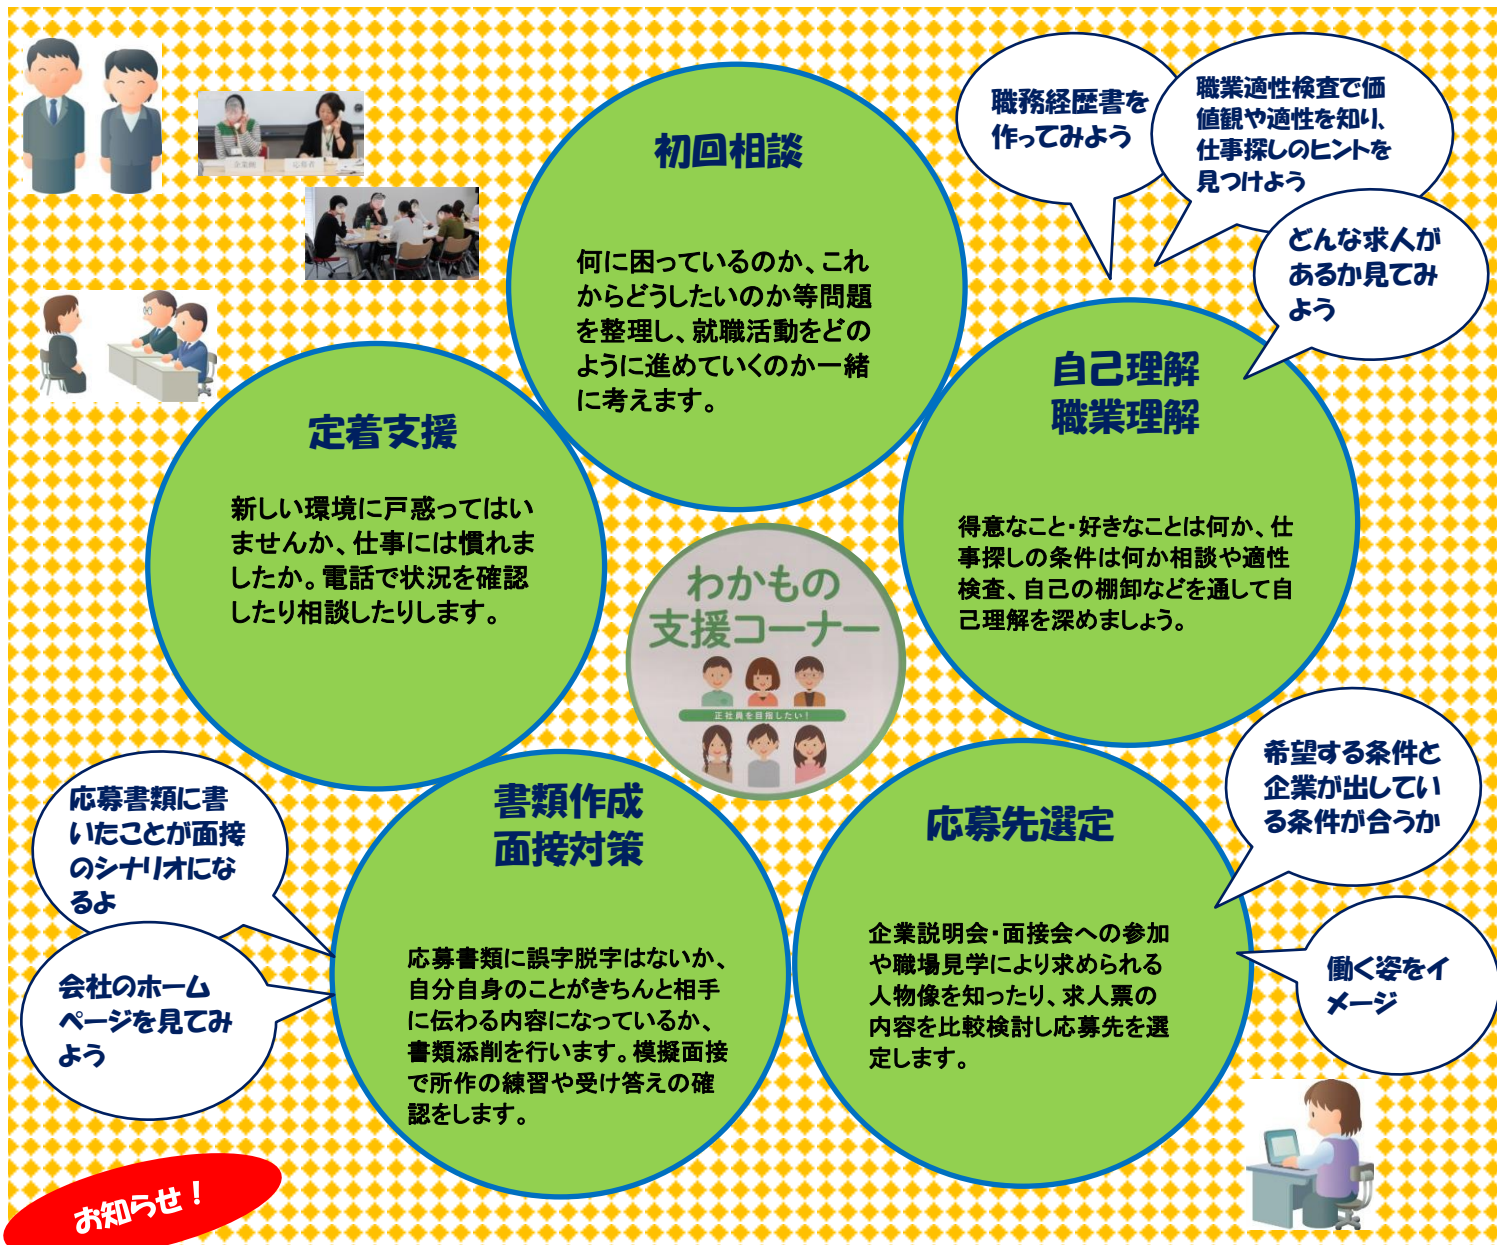 初回相談
何に困っているのか、これ
からどうしたいのか等問題
を整理し、就職活動をどの
ように進めていくのか一緒
に考えます。
職務経歴書を
作ってみよう
職業適性検査で価
値観や適性を知り、
仕事探しのヒントを
見つけよう
どんな求人が
あるか見てみ
よう
自己理解
職業理解
得意なこと・好きなことは何か、仕
事探しの条件は何か相談や適性
検査、自己の棚卸などを通して自
己理解を深めましょう。
定着支援
新しい環境に戸惑ってはい
ませんか、仕事には慣れま
したか。電話で状況を確認
したり相談したりします。
わかもの
支援コーナー
正社員を目指したい！
希望する条件と
企業が出してい
る条件が合うか
働く姿をイ
メージ
応募先選定
企業説明会・面接会への参加
や職場見学により求められる
人物像を知ったり、求人票の
内容を比較検討し応募先を選
定します。
書類作成
面接対策
応募書類に誤字脱字はないか、
自分自身のことがきちんと相手
に伝わる内容になっているか、
書類添削を行います。模擬面接
で所作の練習や受け答えの確
認をします。
応募書類に書
いたことが面接
のシナリオにな
るよ
会社のホーム
ページを見てみ
よう
お知らせ！